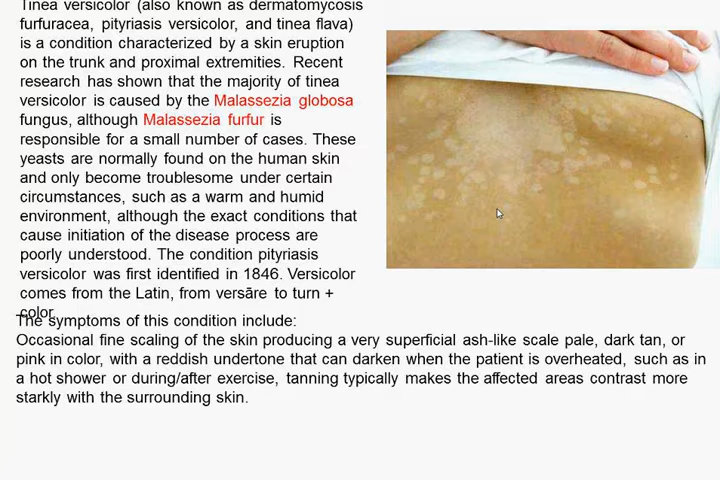 Tinea versicolor (also known as dermatomycosis
furfuracea, pityriasis versicolor, and tinea flava)
is a condition characterized by a skin eruption
on the trunk and proximal extremities. Recent
research has shown that the majority of tinea
versicolor is caused by the Malassezia globosa
fungus, although Malassezia furfur is
responsible for a small number of cases. These
yeasts are normally found on the human skin
and only become troublesome under certain
circumstances, such as a warm and humid
environment, although the exact conditions that
cause initiation of the disease process are
poorly understood. The condition pityriasis
versicolor was first identified in 1846. Versicolor
comes from the Latin, from versāre to turn +
color.
The symptoms of this condition include:
Occasional fine scaling of the skin producing a very superficial ash-like scale pale, dark tan, or
pink in color, with a reddish undertone that can darken when the patient is overheated, such as in
a hot shower or during/after exercise, tanning typically makes the affected areas contrast more
starkly with the surrounding skin.